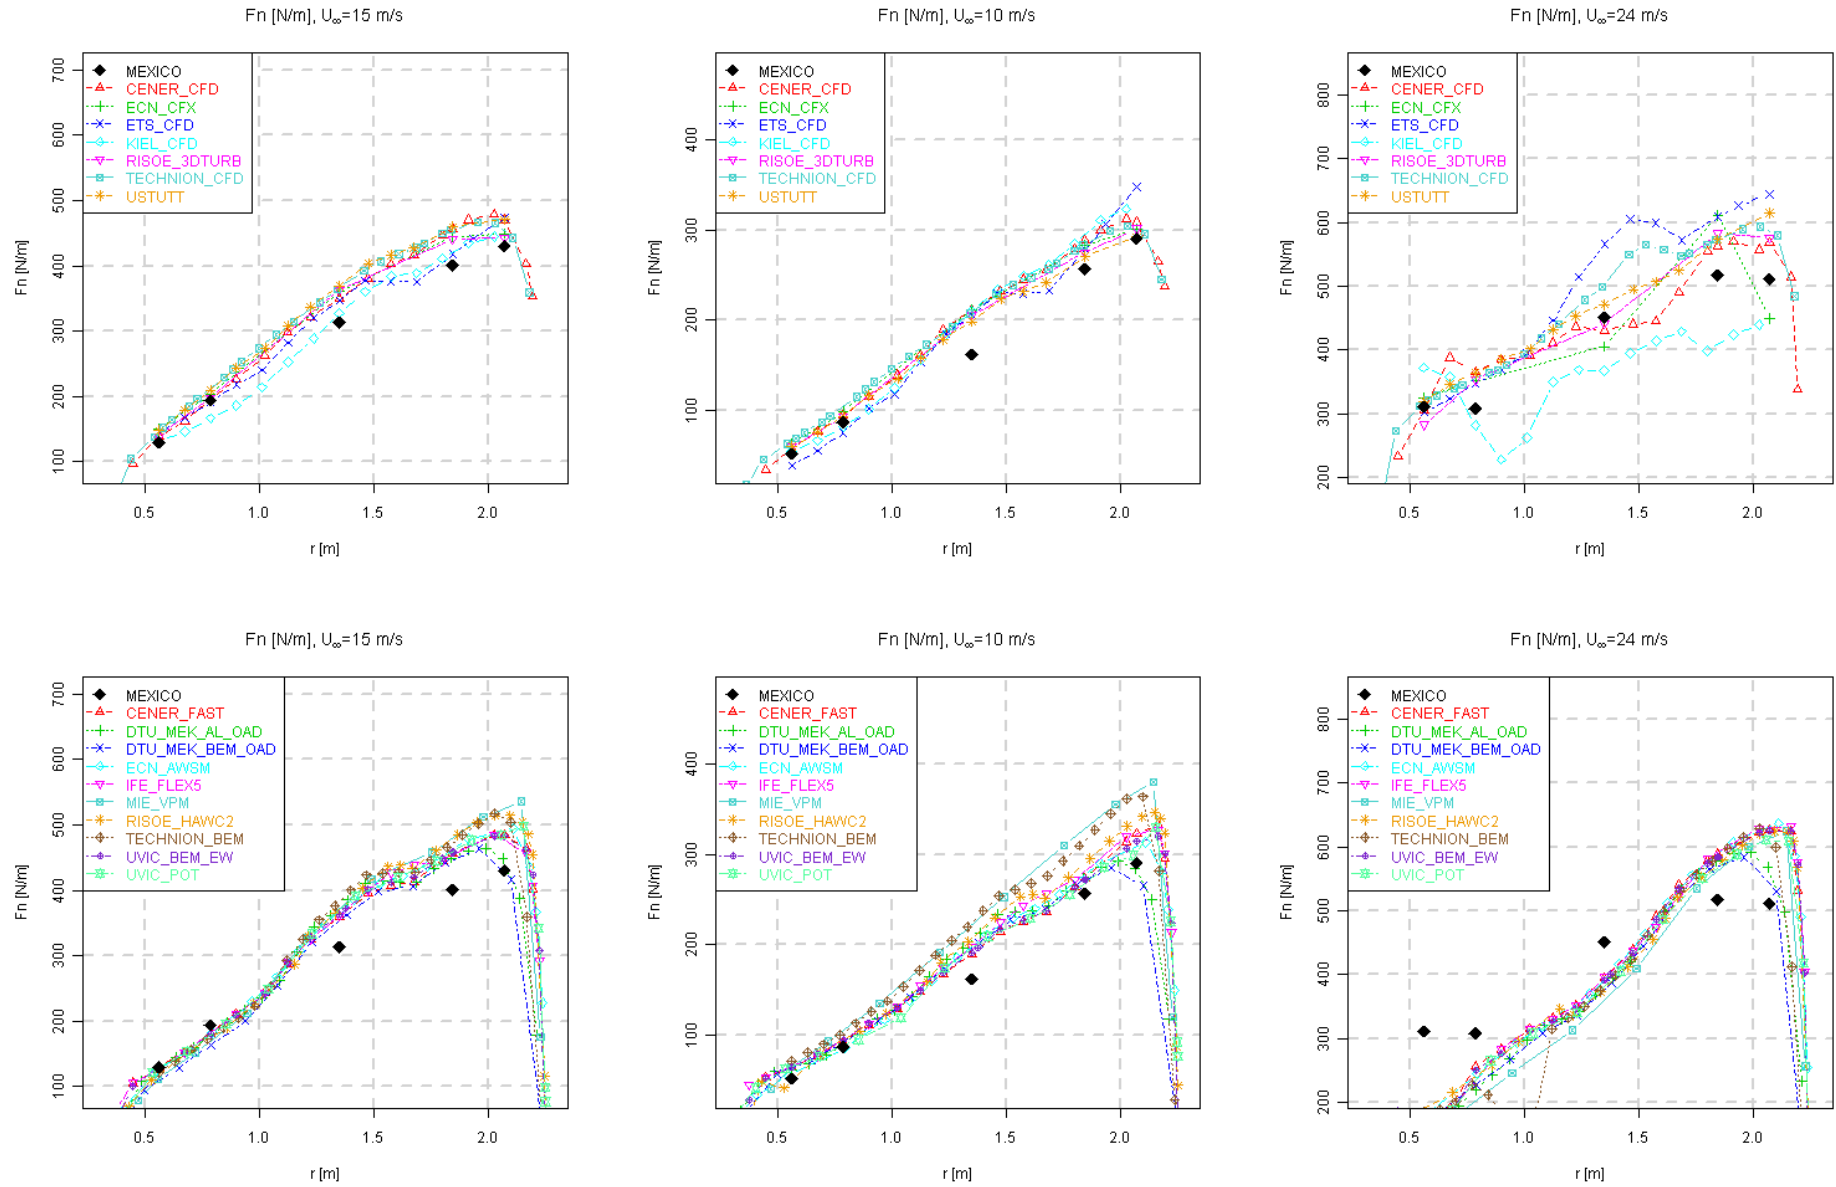 Fn [N/m], U∞=15 m/s
Fn [N/m]
700
600
500
400
300
200
100
MEXICO
CENER_CFD
ECN_CFX
ETS_CFD
KIEL_CFD
RISOE_3DTURB
TECHNION_CFD
USTUTT
0.5 1.0 1.5 2.0
r [m]
Fn [N/m], U∞=10 m/s
Fn [N/m]
400
300
200
100
MEXICO
CENER_CFD
ECN_CFX
ETS_CFD
KIEL_CFD
RISOE_3DTURB
TECHNION_CFD
USTUTT
0.5 1.0 1.5 2.0
r [m]
Fn [N/m], U∞=24 m/s
Fn [N/m]
800
700
600
500
400
300
200
MEXICO
CENER_CFD
ECN_CFX
ETS_CFD
KIEL_CFD
RISOE_3DTURB
TECHNION_CFD
USTUTT
0.5 1.0 1.5 2.0
r [m]
Fn [N/m], U∞=15 m/s
Fn [N/m]
700
600
500
400
300
200
100
MEXICO
CENER_FAST
DTU_MEK_AL_OAD
DTU_MEK_BEM_OAD
ECN_AWSM
IFE_FLEX5
MIE_VPM
RISOE_HAWC2
TECHNION_BEM
UVIC_BEM_EW
UVIC_POT
0.5 1.0 1.5 2.0
r [m]
Fn [N/m], U∞=10 m/s
Fn [N/m]
400
300
200
100
MEXICO
CENER_FAST
DTU_MEK_AL_OAD
DTU_MEK_BEM_OAD
ECN_AWSM
IFE_FLEX5
MIE_VPM
RISOE_HAWC2
TECHNION_BEM
UVIC_BEM_EW
UVIC_POT
0.5 1.0 1.5 2.0
r [m]
Fn [N/m], U∞=24 m/s
Fn [N/m]
800
700
600
500
400
300
200
MEXICO
CENER_FAST
DTU_MEK_AL_OAD
DTU_MEK_BEM_OAD
ECN_AWSM
IFE_FLEX5
MIE_VPM
RISOE_HAWC2
TECHNION_BEM
UVIC_BEM_EW
UVIC_POT
0.5 1.0 1.5 2.0
r [m]